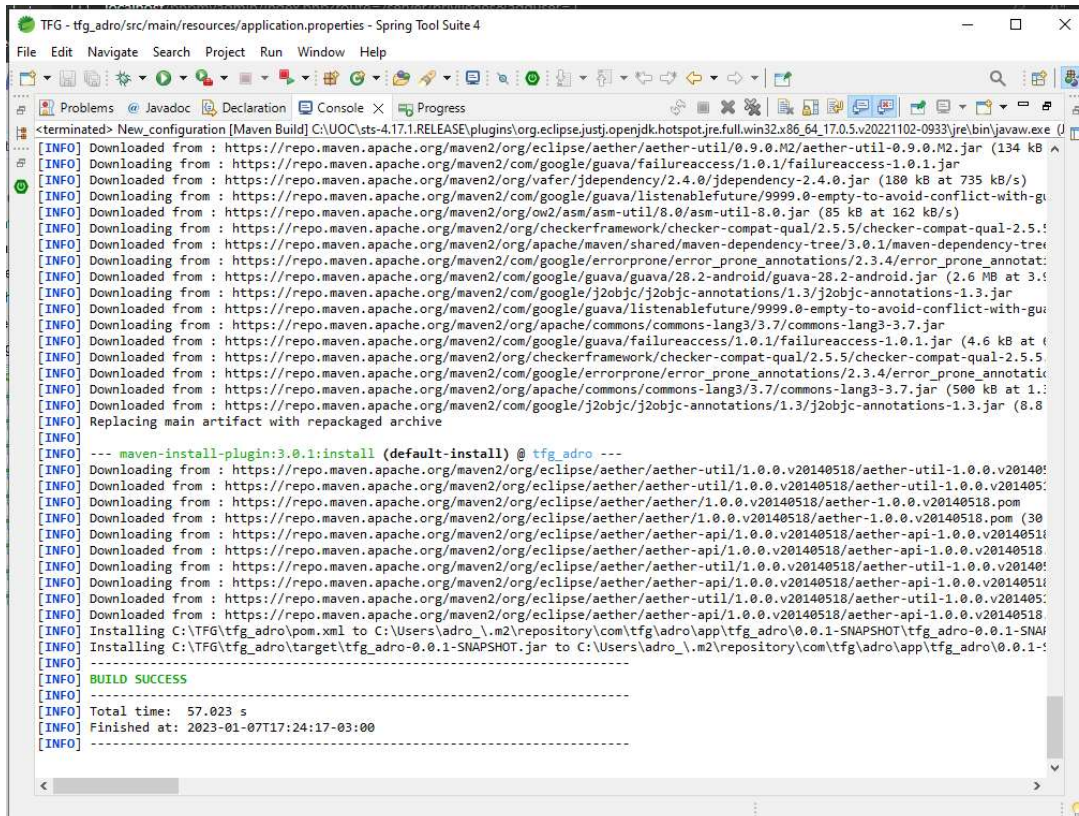 TFG - tfg_adro/src/main/resources/application.properties - Spring Tool Suite 4
File Edit Navigate Search Project Run Window Help
Problems @ Javadoc Declaration Console Progress
<terminated> New_configuration [Maven Build] C:\UOC\sts-4.17.1.RELEASE\plugins\org.eclipse.justj.openjdk.hotspot.jre.full.win32.x86_64_17.0.5.v20221102-0933\jre\bin\javaw.exe (J
[INFO] Downloaded from : https://repo.maven.apache.org/maven2/org/eclipse/aether/aether-util/0.9.0.M2/aether-util-0.9.0.M2.jar (134 kB
[INFO] Downloading from : https://repo.maven.apache.org/maven2/com/google/guava/failureaccess/1.0.1/failureaccess-1.0.1.jar
[INFO] Downloaded from : https://repo.maven.apache.org/maven2/org/vafer/jdependency/2.4.0/jdependency-2.4.0.jar (180 kB at 735 kB/s)
[INFO] Downloading from : https://repo.maven.apache.org/maven2/com/google/guava/listenablefuture/9999.0-empty-to-avoid-conflict-with-gu
[INFO] Downloaded from : https://repo.maven.apache.org/maven2/org/ow2/asm/asm-util/8.0/asm-util-8.0.jar (85 kB at 162 kB/s)
[INFO] Downloading from : https://repo.maven.apache.org/maven2/org/checkerframework/checker-compat-qual/2.5.5/checker-compat-qual-2.5.5
[INFO] Downloaded from : https://repo.maven.apache.org/maven2/org/apache/maven/shared/maven-dependency-tree/3.0.1/maven-dependency-tree
[INFO] Downloading from : https://repo.maven.apache.org/maven2/com/google/errorprone/error_prone_annotations/2.3.4/error_prone_annotati
[INFO] Downloaded from : https://repo.maven.apache.org/maven2/com/google/guava/guava/28.2-android/guava-28.2-android.jar (2.6 MB at 3.9
[INFO] Downloading from : https://repo.maven.apache.org/maven2/com/google/j2objc/j2objc-annotations/1.3/j2objc-annotations-1.3.jar
[INFO] Downloaded from : https://repo.maven.apache.org/maven2/com/google/guava/listenablefuture/9999.0-empty-to-avoid-conflict-with-gua
[INFO] Downloading from : https://repo.maven.apache.org/maven2/org/apache/commons/commons-lang3/3.7/commons-lang3-3.7.jar
[INFO] Downloaded from : https://repo.maven.apache.org/maven2/com/google/guava/failureaccess/1.0.1/failureaccess-1.0.1.jar (4.6 kB at 6
[INFO] Downloaded from : https://repo.maven.apache.org/maven2/org/checkerframework/checker-compat-qual/2.5.5/checker-compat-qual-2.5.5.
[INFO] Downloaded from : https://repo.maven.apache.org/maven2/com/google/errorprone/error_prone_annotations/2.3.4/error_prone_annotatio
[INFO] Downloaded from : https://repo.maven.apache.org/maven2/org/apache/commons/commons-lang3/3.7/commons-lang3-3.7.jar (500 kB at 1.3
[INFO] Downloaded from : https://repo.maven.apache.org/maven2/com/google/j2objc/j2objc-annotations/1.3/j2objc-annotations-1.3.jar (8.8
[INFO] Replacing main artifact with repackaged archive
[INFO]
[INFO] --- maven-install-plugin:3.0.1:install (default-install) @ tfg_adro ---
[INFO] Downloading from : https://repo.maven.apache.org/maven2/org/eclipse/aether/aether-util/1.0.0.v20140518/aether-util-1.0.0.v201405
[INFO] Downloaded from : https://repo.maven.apache.org/maven2/org/eclipse/aether/aether-util/1.0.0.v20140518/aether-util-1.0.0.v2014051
[INFO] Downloading from : https://repo.maven.apache.org/maven2/org/eclipse/aether/aether/1.0.0.v20140518/aether-1.0.0.v20140518.pom
[INFO] Downloaded from : https://repo.maven.apache.org/maven2/org/eclipse/aether/aether/1.0.0.v20140518/aether-1.0.0.v20140518.pom (30
[INFO] Downloading from : https://repo.maven.apache.org/maven2/org/eclipse/aether/aether-api/1.0.0.v20140518/aether-api-1.0.0.v20140518
[INFO] Downloaded from : https://repo.maven.apache.org/maven2/org/eclipse/aether/aether-api/1.0.0.v20140518/aether-api-1.0.0.v20140518.
[INFO] Downloading from : https://repo.maven.apache.org/maven2/org/eclipse/aether/aether-util/1.0.0.v20140518/aether-util-1.0.0.v201405
[INFO] Downloading from : https://repo.maven.apache.org/maven2/org/eclipse/aether/aether-api/1.0.0.v20140518/aether-api-1.0.0.v20140518
[INFO] Downloaded from : https://repo.maven.apache.org/maven2/org/eclipse/aether/aether-util/1.0.0.v20140518/aether-util-1.0.0.v2014051
[INFO] Downloaded from : https://repo.maven.apache.org/maven2/org/eclipse/aether/aether-api/1.0.0.v20140518/aether-api-1.0.0.v20140518.
[INFO] Installing C:\TFG\tfg_adro\pom.xml to C:\Users\adro_\.m2\repository\com\tfg\adro\app\tfg_adro\0.0.1-SNAPSHOT\tfg_adro-0.0.1-SNAP
[INFO] Installing C:\TFG\tfg_adro\target\tfg_adro-0.0.1-SNAPSHOT.jar to C:\Users\adro_\.m2\repository\com\tfg\adro\app\tfg_adro\0.0.1-S
[INFO] ------------------------------------------------------------------------
[INFO] BUILD SUCCESS
[INFO] ------------------------------------------------------------------------
[INFO] Total time:  57.023 s
[INFO] Finished at: 2023-01-07T17:24:17-03:00
[INFO] ------------------------------------------------------------------------